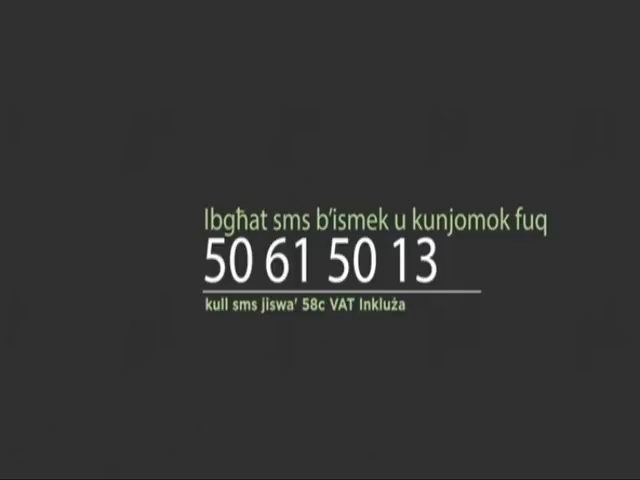 Ibgħat sms b'ismek u kunjomok fuq
50 61 50 13
kull sms jiswa' 58c VAT Inkluża